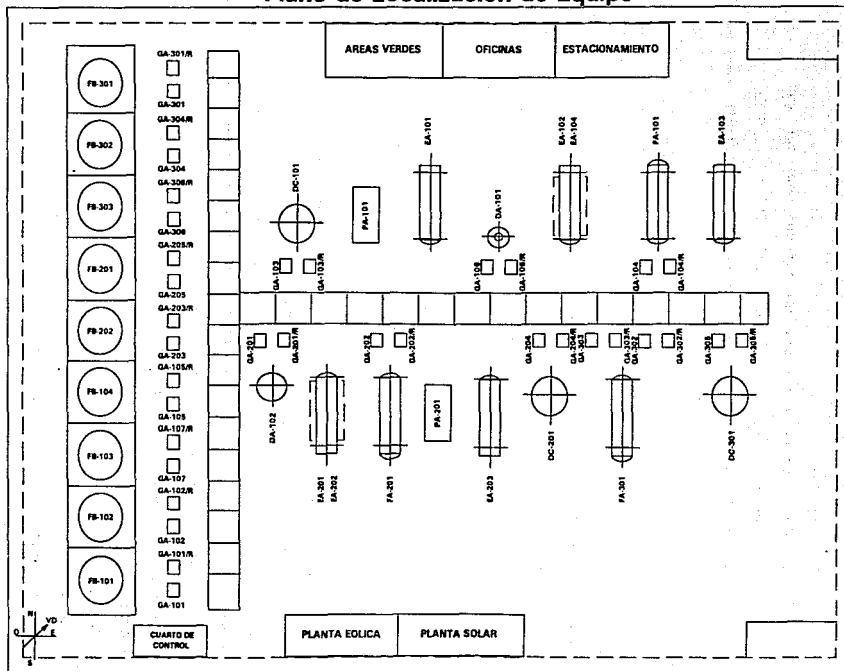 Plano de Localización de Equipo
AREAS VERDES
OFICINAS
ESTACIONAMIENTO
FB-301
FB-302
FB-303
FB-201
FB-202
FB-104
FB-103
FB-102
FB-101
GA-301/R
GA-301
GA-304/R
GA-304
GA-306/R
GA-306
GA-205/R
GA-205
GA-203/R
GA-203
GA-105/R
GA-105
GA-107/R
GA-107
GA-102/R
GA-102
GA-101/R
GA-101
DC-101
PA-101
EA-101
DA-101
EA-102
EA-104
FA-101
EA-103
GA-103
GA-103/R
GA-106
GA-106/R
GA-104
GA-104/R
GA-201
GA-201/R
GA-202
GA-202/R
GA-204
GA-204/R
GA-303
GA-303/R
GA-302
GA-302/R
GA-305
GA-305/R
DA-102
EA-201
EA-202
FA-201
PA-201
EA-203
DC-201
FA-301
DC-301
N
VD
O
E
S
CUARTO DE
CONTROL
PLANTA EOLICA
PLANTA SOLAR